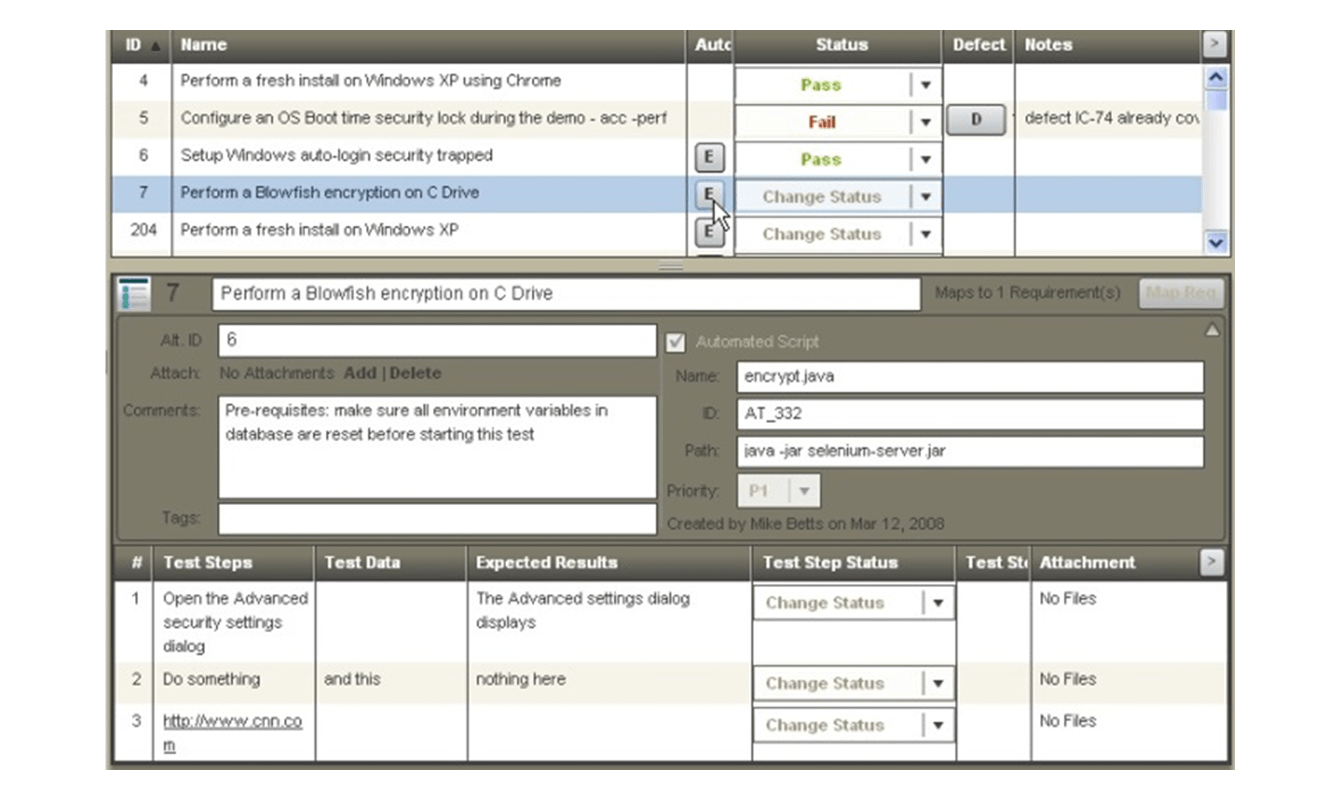 ID Name Auto Status Defect Notes >
4 Perform a fresh install on Windows XP using Chrome Pass
5 Configure an OS Boot time security lock during the demo - acc -perf Fail D defect IC-74 already cov
6 Setup Windows auto-login security trapped E Pass
7 Perform a Blowfish encryption on C Drive E Change Status
204 Perform a fresh install on Windows XP E Change Status
7 Perform a Blowfish encryption on C Drive Maps to 1 Requirement(s) Map Req
Alt. ID 6
Automated Script
Attach: No Attachments Add | Delete
Name: encrypt.java
Comments: Pre-requisites: make sure all environment variables in
database are reset before starting this test
ID: AT_332
Path: java -jar selenium-server.jar
Priority: P1
Tags:
Created by Mike Betts on Mar 12, 2008
# Test Steps Test Data Expected Results Test Step Status Test Ste Attachment >
1 Open the Advanced The Advanced settings dialog Change Status No Files
security settings displays
dialog
2 Do something and this nothing here Change Status No Files
3 http://www.cnn.co Change Status No Files
m